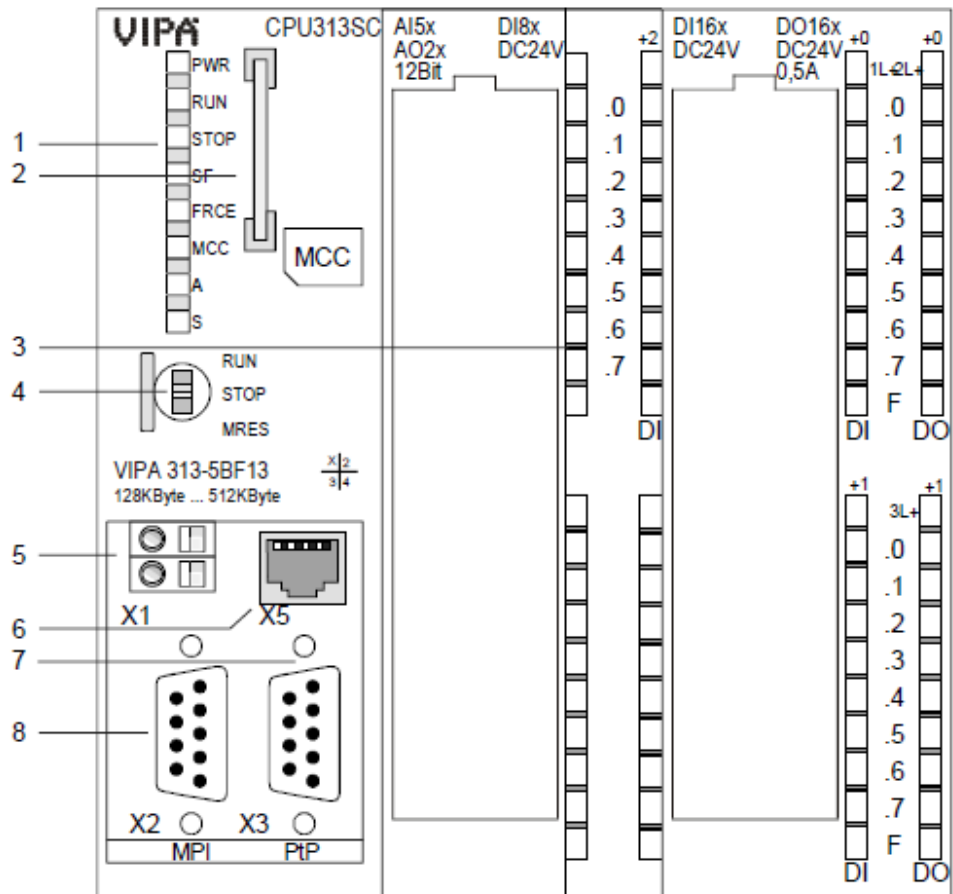 VIPA CPU313SC
PWR
RUN
STOP
SF
FRCE
MCC
A
S
MCC
1
2
3
4
RUN
STOP
MRES
VIPA 313-5BF13
X 2
3 4
128KByte ... 512KByte
5
6
7
8
X1
X5
X2
X3
MPI
PtP
AI5x
AO2x
12Bit
DI8x
DC24V
+2
.0
.1
.2
.3
.4
.5
.6
.7
DI
DI16x
DC24V
DO16x
DC24V
0,5A
+0
+0
1L+
2L+
.0
.1
.2
.3
.4
.5
.6
.7
F
DI
DO
+1
+1
3L+
.0
.1
.2
.3
.4
.5
.6
.7
F
DI
DO